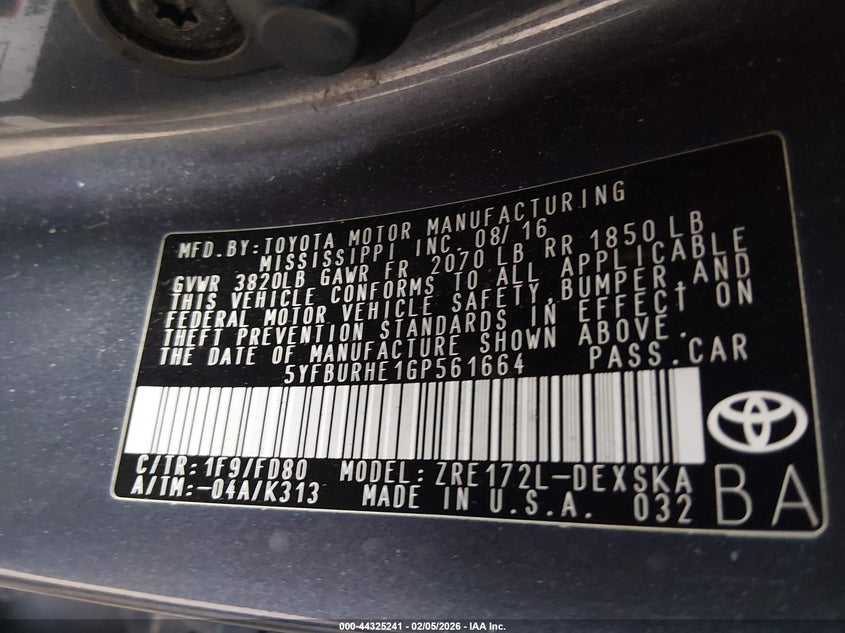 MFD.BY:TOYOTA MOTOR MANUFACTURING
MISSISSIPPI INC. 08/16
GVWR 3820LB GAWR FR 2070 LB RR 1850 LB
THIS VEHICLE CONFORMS TO ALL APPLICABLE
FEDERAL MOTOR VEHICLE SAFETY,BUMPER,AND
THEFT PREVENTION STANDARDS IN EFFECT ON
THE DATE OF MANUFACTURE SHOWN ABOVE.
5YFBURHE1GP561664 PASS.CAR
C/TR:1F9/FD80 MODEL:ZRE172L-DEXSKA
A/TM:-04A/K313 MADE IN U.S.A. 032
BA
000-44325241 - 02/05/2026 - IAA Inc.